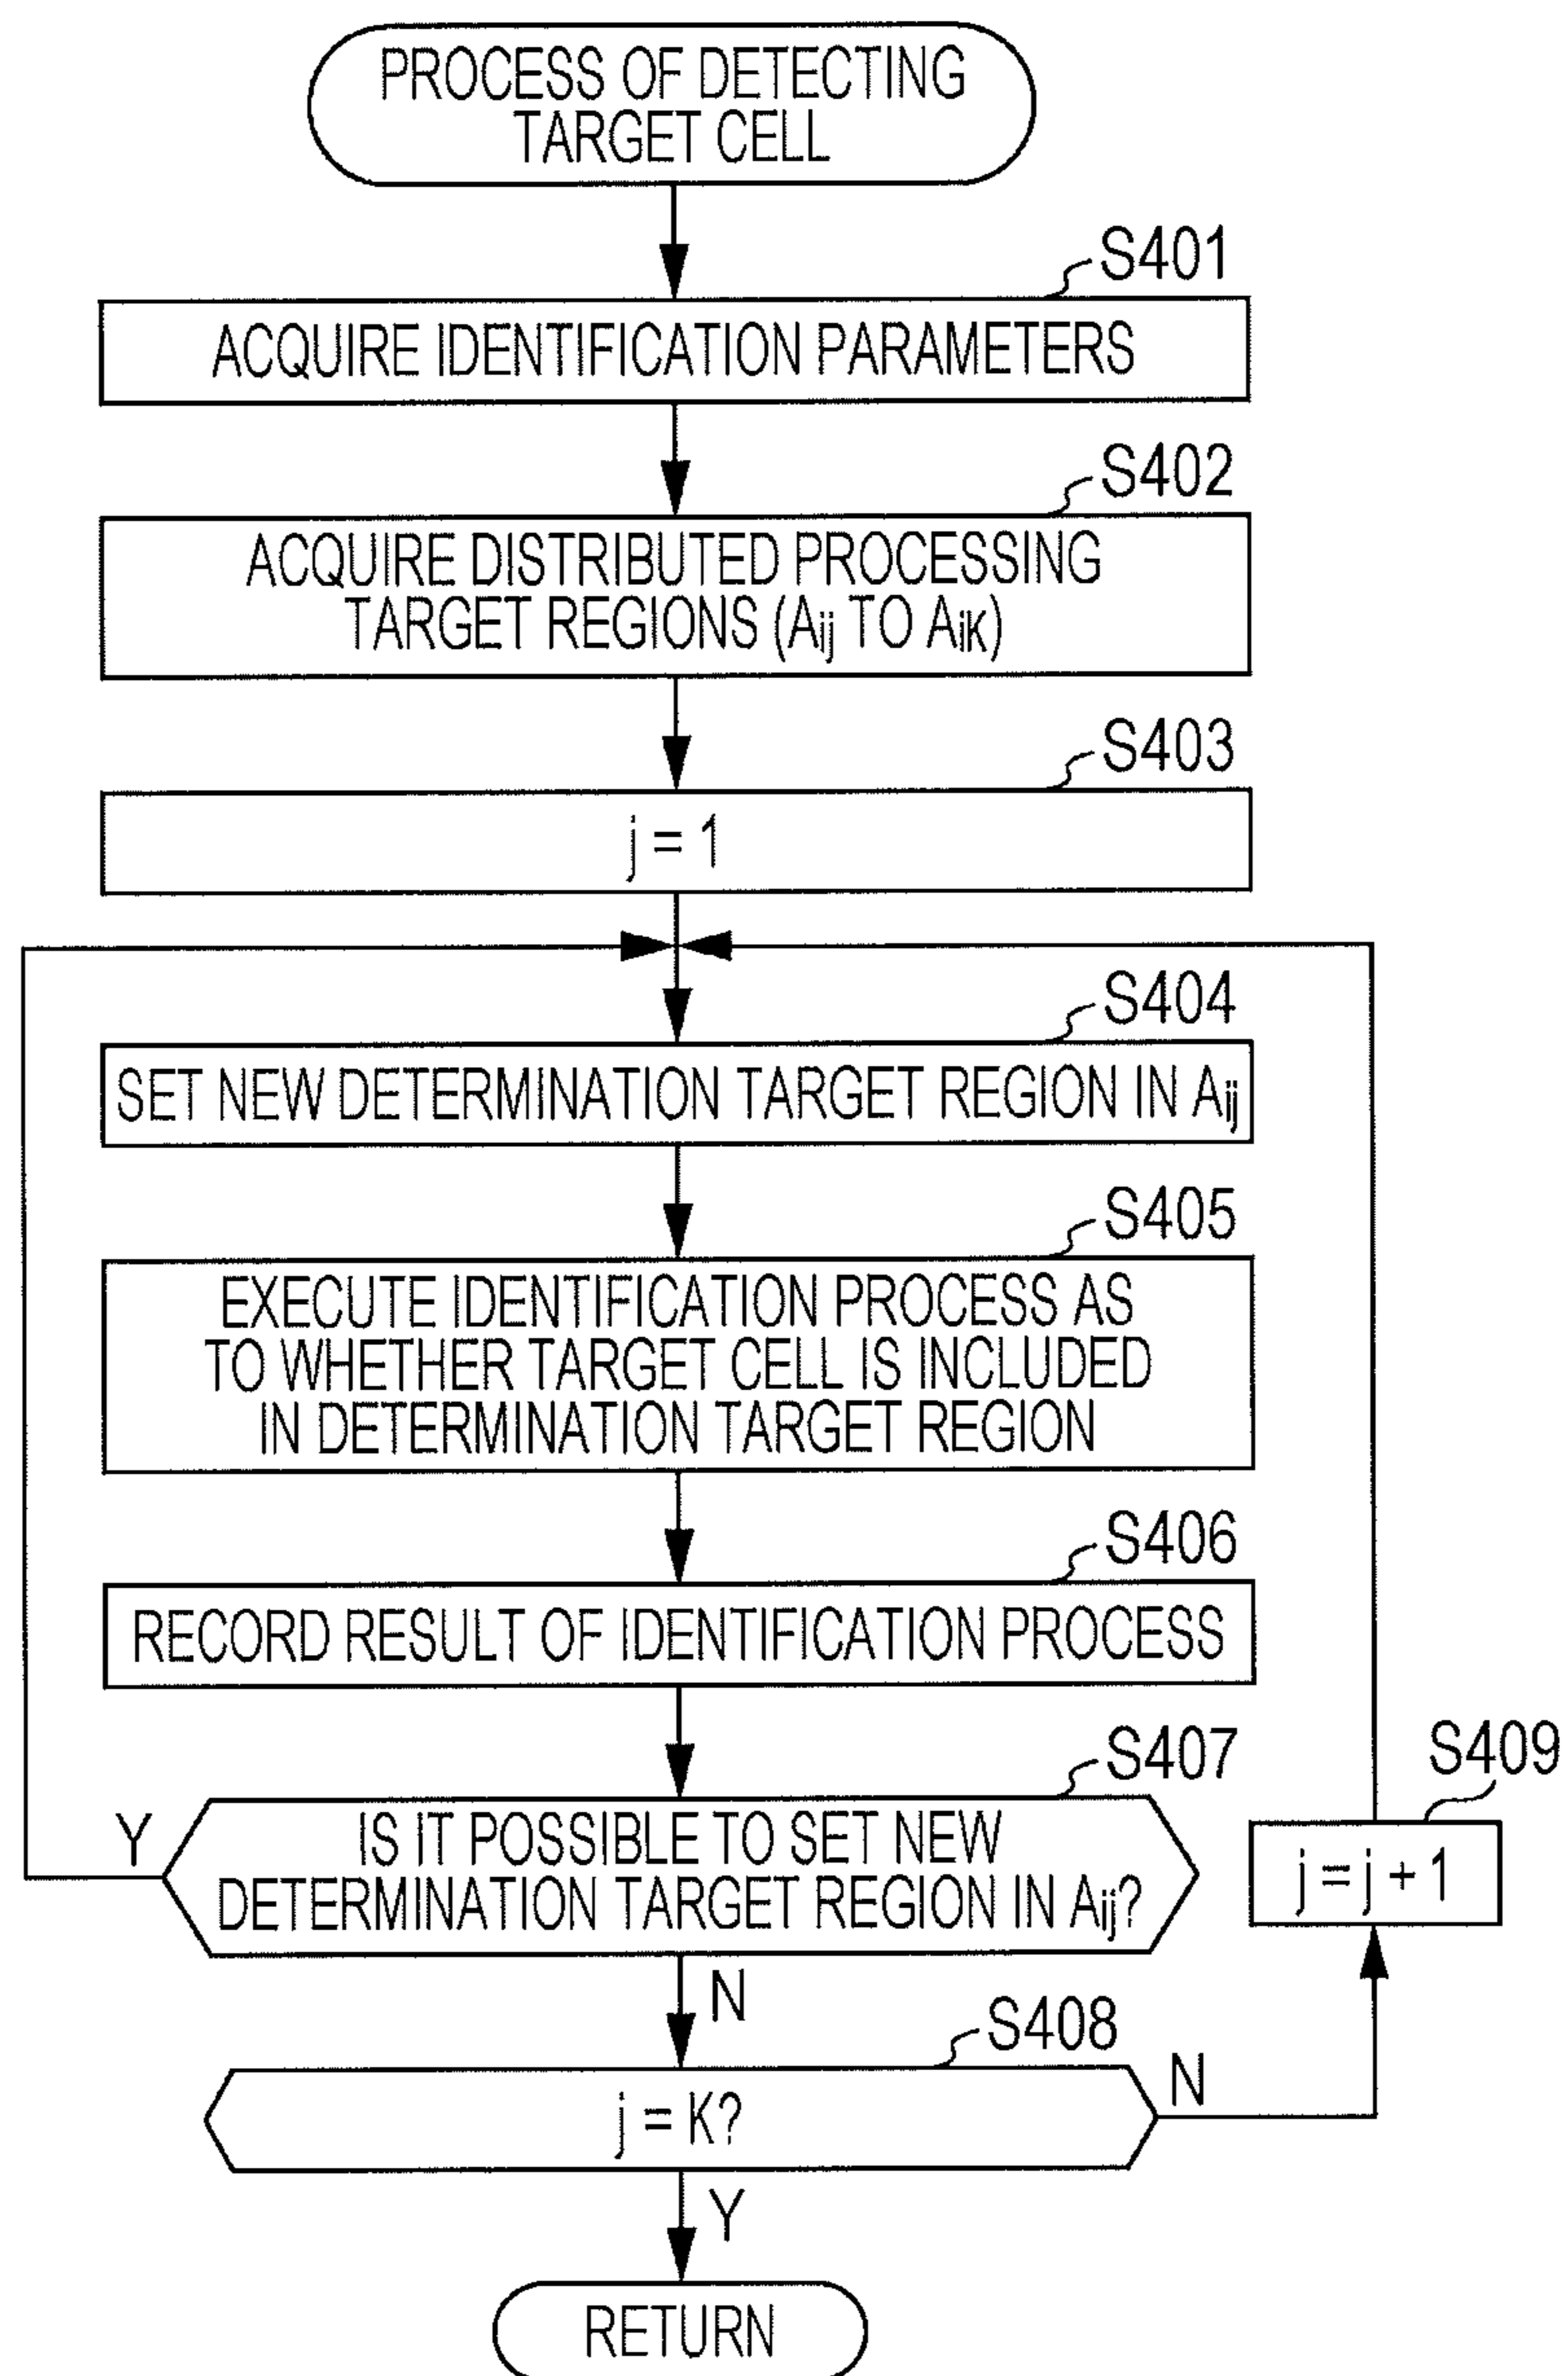 PROCESS OF DETECTING
TARGET CELL
S401
ACQUIRE IDENTIFICATION PARAMETERS
S402
ACQUIRE DISTRIBUTED PROCESSING
TARGET REGIONS (Aij TO AiK)
S403
j = 1
S404
SET NEW DETERMINATION TARGET REGION IN Aij
S405
EXECUTE IDENTIFICATION PROCESS AS
TO WHETHER TARGET CELL IS INCLUDED
IN DETERMINATION TARGET REGION
S406
RECORD RESULT OF IDENTIFICATION PROCESS
S407
IS IT POSSIBLE TO SET NEW
DETERMINATION TARGET REGION IN Aij?
Y
N
S409
j = j + 1
S408
j = K?
N
Y
RETURN